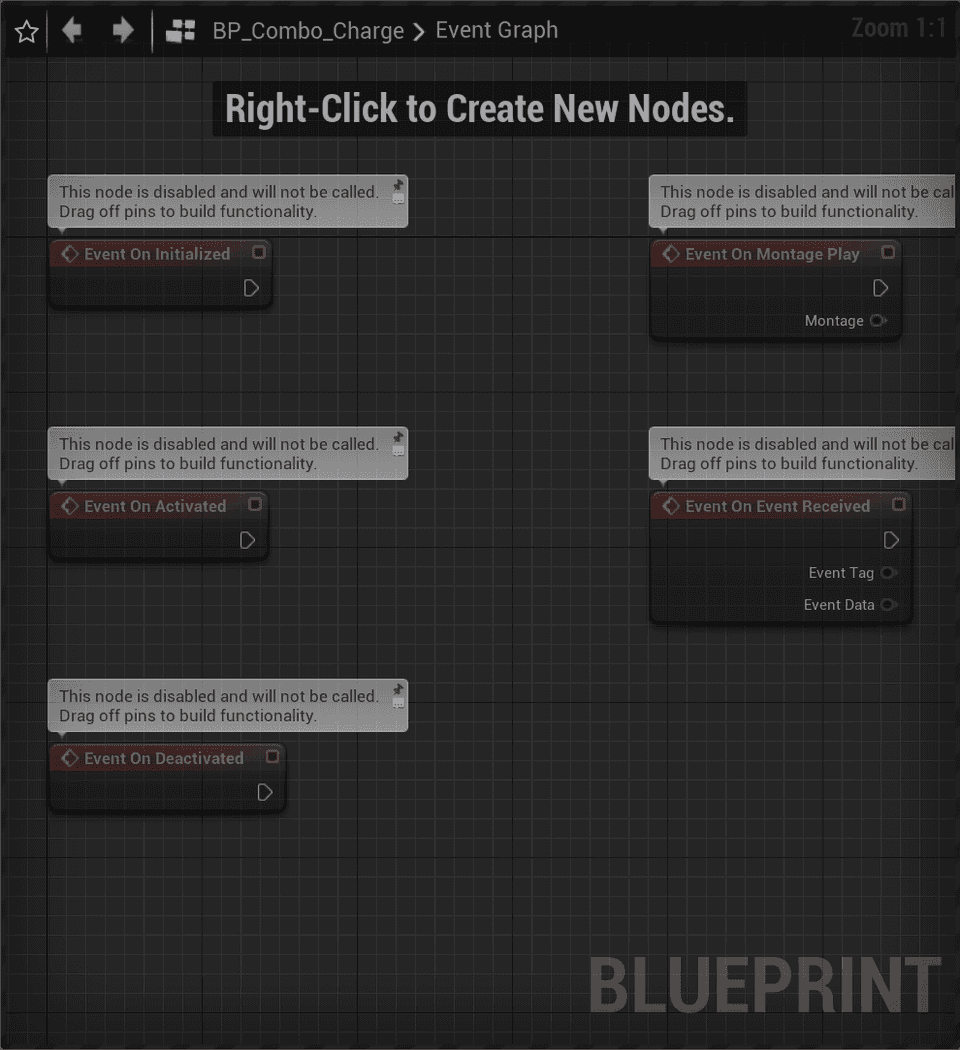 BP_Combo_Charge > Event Graph
Zoom 1:1
Right-Click to Create New Nodes.
This node is disabled and will not be called.
Drag off pins to build functionality.
Event On Initialized
This node is disabled and will not be cal
Drag off pins to build functionality.
Event On Montage Play
Montage
This node is disabled and will not be called.
Drag off pins to build functionality.
Event On Activated
This node is disabled and will not be cal
Drag off pins to build functionality.
Event On Event Received
Event Tag
Event Data
This node is disabled and will not be called.
Drag off pins to build functionality.
Event On Deactivated
BLUEPRINT